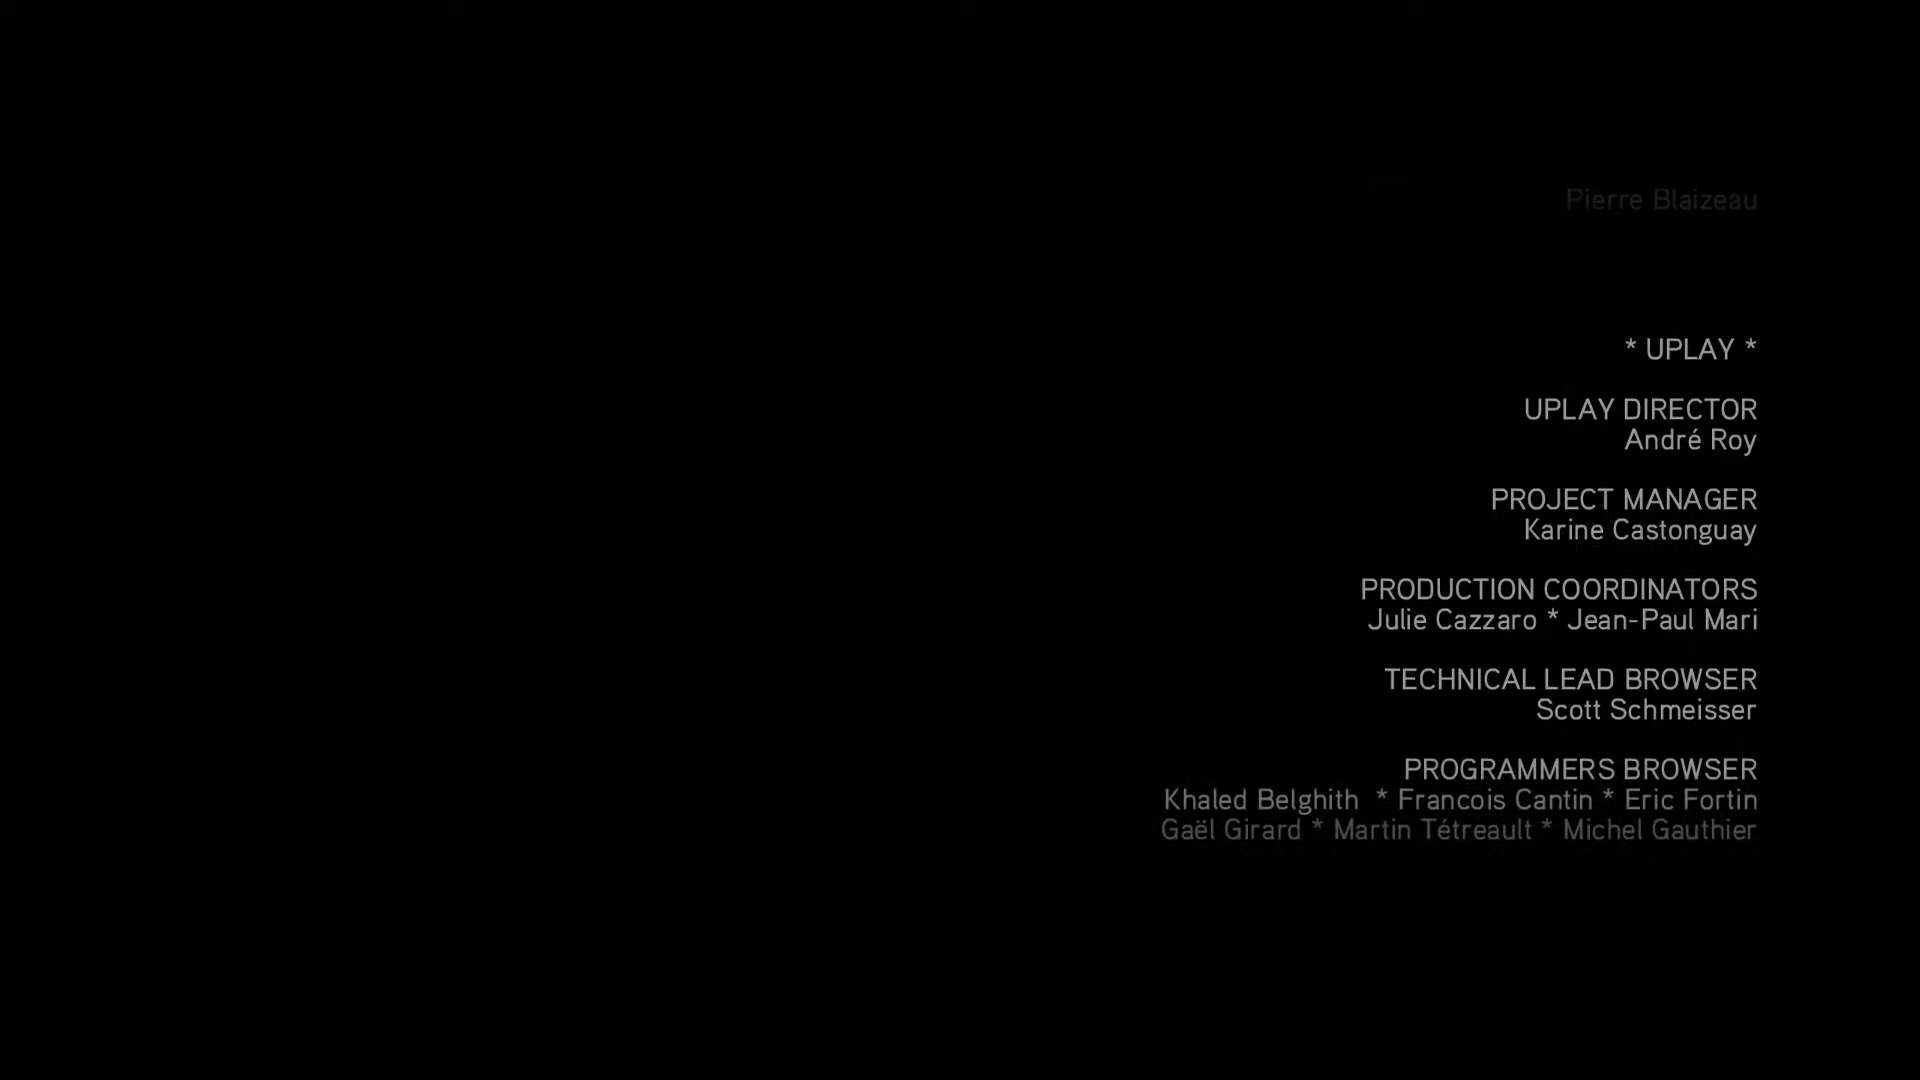 Pierre Blaizeau
* UPLAY *
UPLAY DIRECTOR
André Roy
PROJECT MANAGER
Karine Castonguay
PRODUCTION COORDINATORS
Julie Cazzaro * Jean-Paul Mari
TECHNICAL LEAD BROWSER
Scott Schmeisser
PROGRAMMERS BROWSER
Khaled Belghith  * Francois Cantin * Eric Fortin
Gaël Girard * Martin Tétreault * Michel Gauthier